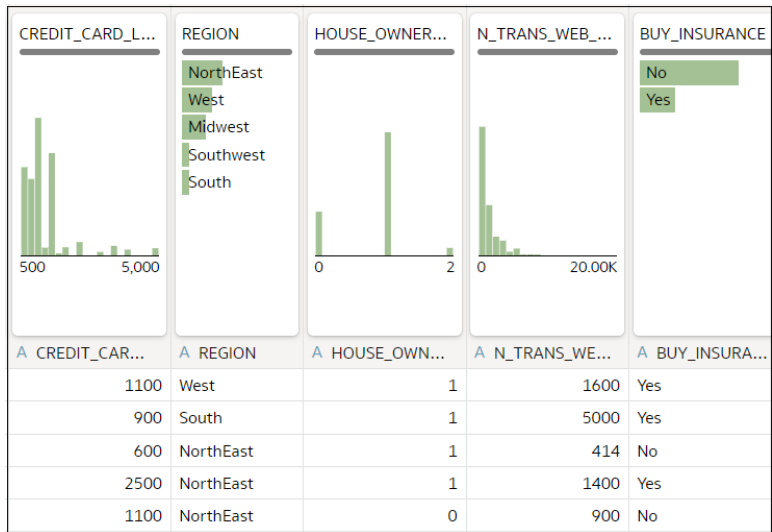 CREDIT_CARD_L... REGION HOUSE_OWNER... N_TRANS_WEB_... BUY_INSURANCE
NorthEast
West
Midwest
Southwest
South
No
Yes
500 5,000 0 2 0 20.00K
A CREDIT_CAR... A REGION A HOUSE_OWN... A N_TRANS_WE... A BUY_INSURA...
1100 West 1 1600 Yes
900 South 1 5000 Yes
600 NorthEast 1 414 No
2500 NorthEast 1 1400 Yes
1100 NorthEast 0 900 No